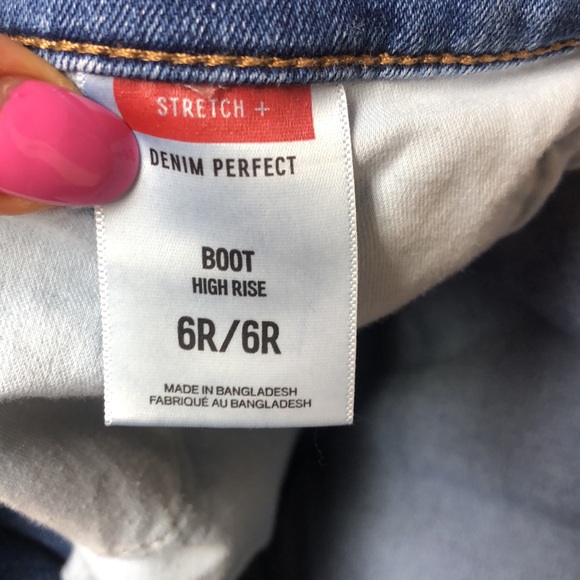 STRETCH +
DENIM PERFECT
BOOT
HIGH RISE
6R/6R
MADE IN BANGLADESH
FABRIQUÉ AU BANGLADESH